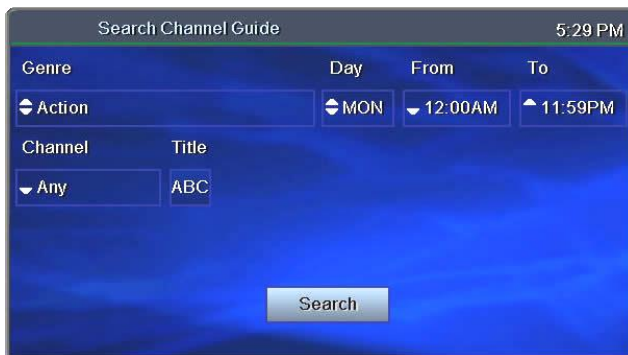 Search Channel Guide 5:29 PM
Genre Day From To
Action MON 12:00AM 11:59PM
Channel Title
Any ABC
Search